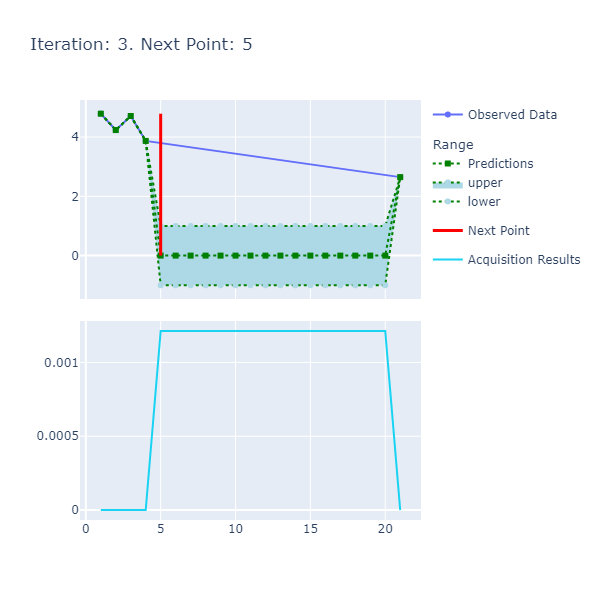 Iteration: 3. Next Point: 5
Observed Data
Range
Predictions
upper
lower
Next Point
Acquisition Results
4
2
0
0.001
0.0005
0
0
5
10
15
20